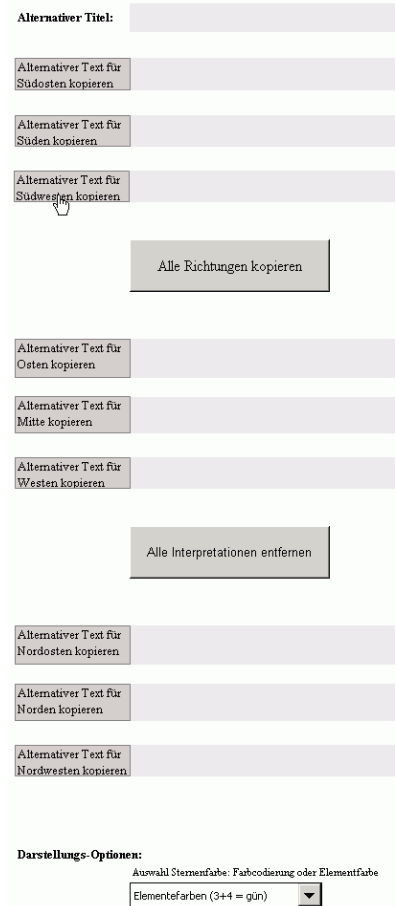 Alternativer Titel:
Alternativer Text für
Südosten kopieren
Alternativer Text für
Süden kopieren
Alternativer Text für
Südwesten kopieren
Alle Richtungen kopieren
Alternativer Text für
Osten kopieren
Alternativer Text für
Mitte kopieren
Alternativer Text für
Westen kopieren
Alle Interpretationen entfernen
Alternativer Text für
Nordosten kopieren
Alternativer Text für
Norden kopieren
Alternativer Text für
Nordwesten kopieren
Darstellungs-Optionen:
Auswahl Sternenfarbe: Farbcodierung oder Elementfarbe
Elementefarben (3+4 = gün)